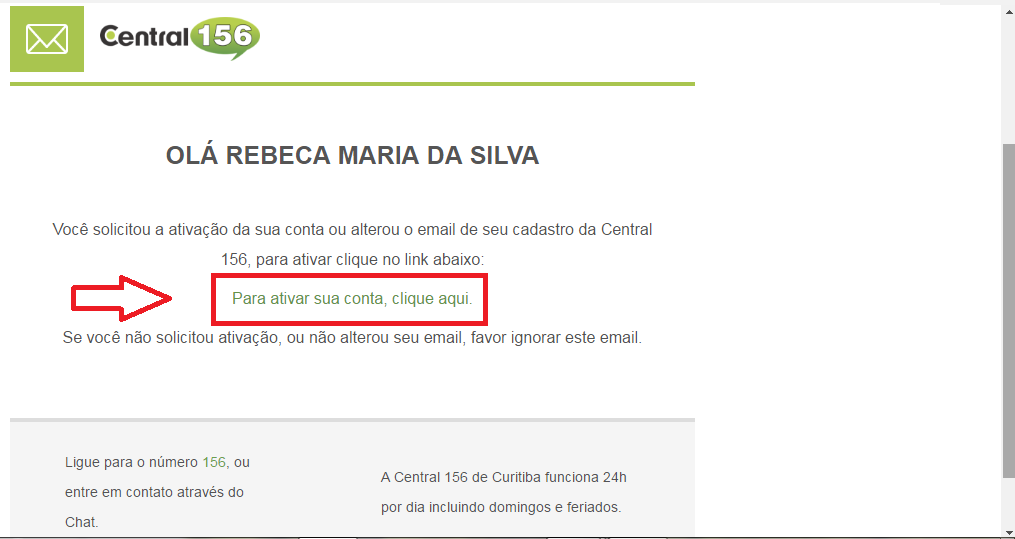 Central 156
OLÁ REBECA MARIA DA SILVA
Você solicitou a ativação da sua conta ou alterou o email de seu cadastro da Central
156, para ativar clique no link abaixo:
Para ativar sua conta, clique aqui.
Se você não solicitou ativação, ou não alterou seu email, favor ignorar este email.
Ligue para o número 156, ou
entre em contato através do
Chat.
A Central 156 de Curitiba funciona 24h
por dia incluindo domingos e feriados.